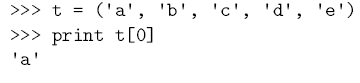 >>> t = ('a', 'b', 'c', 'd', 'e')
>>> print t[0]
'a'